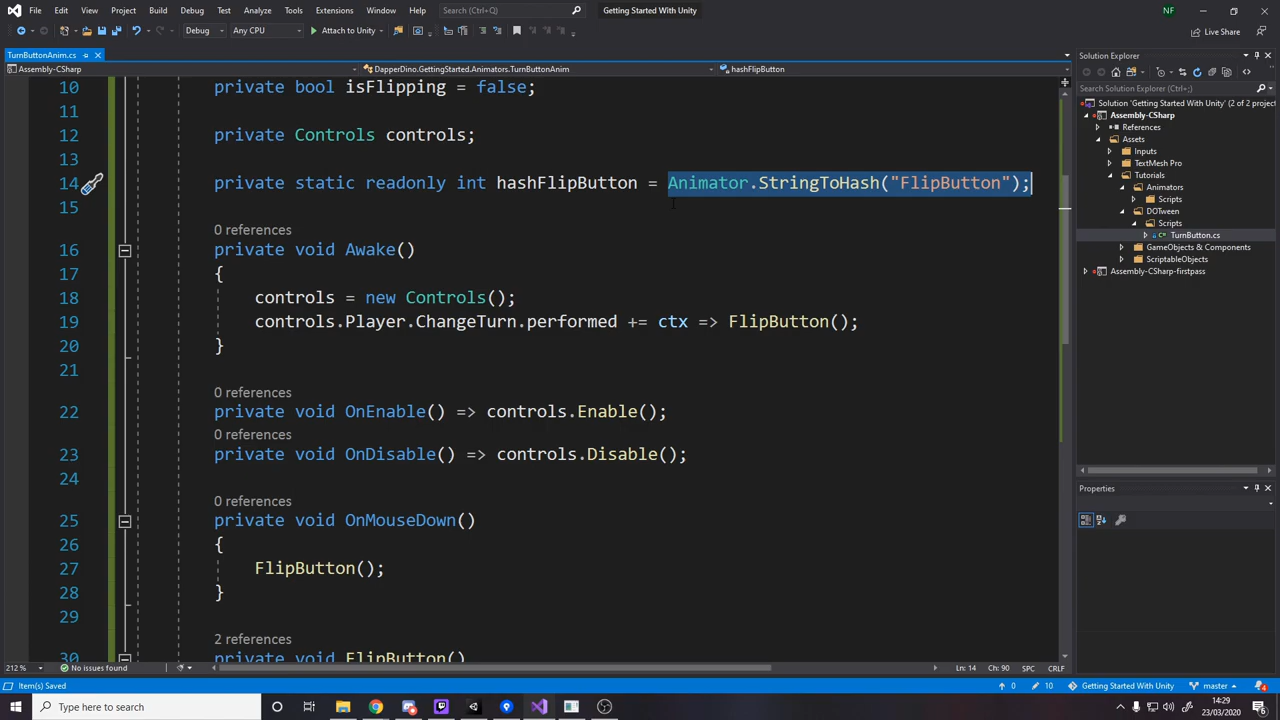 File Edit View Project Build Debug Test Analyze Tools Extensions Window Help Search (Ctrl+Q) Getting Started With Unity NF
Debug Any CPU Attach to Unity Live Share
TurnButtonAnim.cs
Assembly-CSharp DapperDino.GettingStarted.Animators.TurnButtonAnim hashFlipButton
10 private bool isFlipping = false;
11
12 private Controls controls;
13
14 private static readonly int hashFlipButton = Animator.StringToHash("FlipButton");
15
0 references
16 private void Awake()
17 {
18 controls = new Controls();
19 controls.Player.ChangeTurn.performed += ctx => FlipButton();
20 }
21
0 references
22 private void OnEnable() => controls.Enable();
0 references
23 private void OnDisable() => controls.Disable();
24
0 references
25 private void OnMouseDown()
26 {
27 FlipButton();
28 }
29
2 references
30 private void FlipButton()
212 % No issues found Ln: 14 Ch: 90 SPC CRLF
Solution Explorer
Search Solution Explorer (Ctrl+;)
Solution 'Getting Started With Unity' (2 of 2 project
Assembly-CSharp
References
Assets
Inputs
TextMesh Pro
Tutorials
Animators
Scripts
DOTween
Scripts
TurnButton.cs
GameObjects & Components
ScriptableObjects
Assembly-CSharp-firstpass
Properties
Item(s) Saved 0 10 Getting Started With Unity master 4
Type here to search 14:29
23/03/2020 6